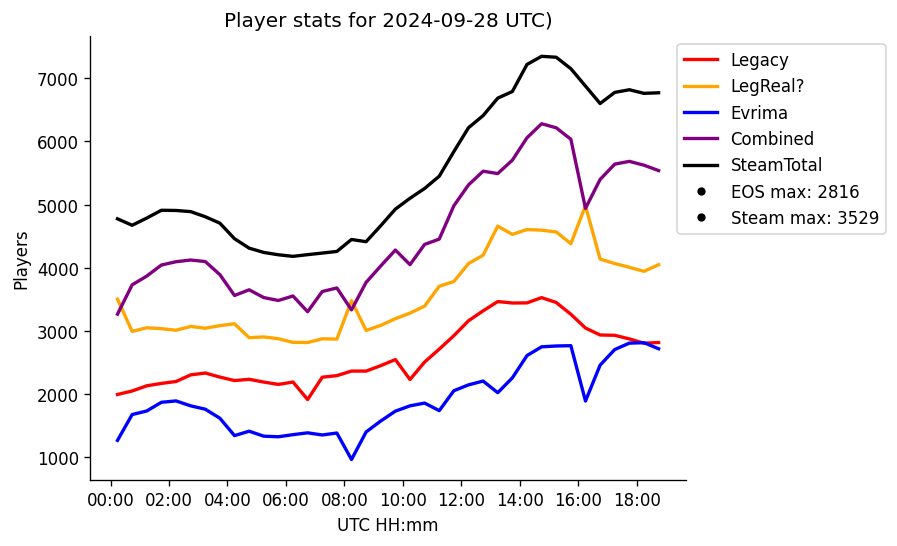 Player stats for 2024-09-28 UTC)
Legacy
LegReal?
Evrima
Combined
SteamTotal
EOS max: 2816
Steam max: 3529
Players
7000
6000
5000
4000
3000
2000
1000
00:00 02:00 04:00 06:00 08:00 10:00 12:00 14:00 16:00 18:00
UTC HH:mm